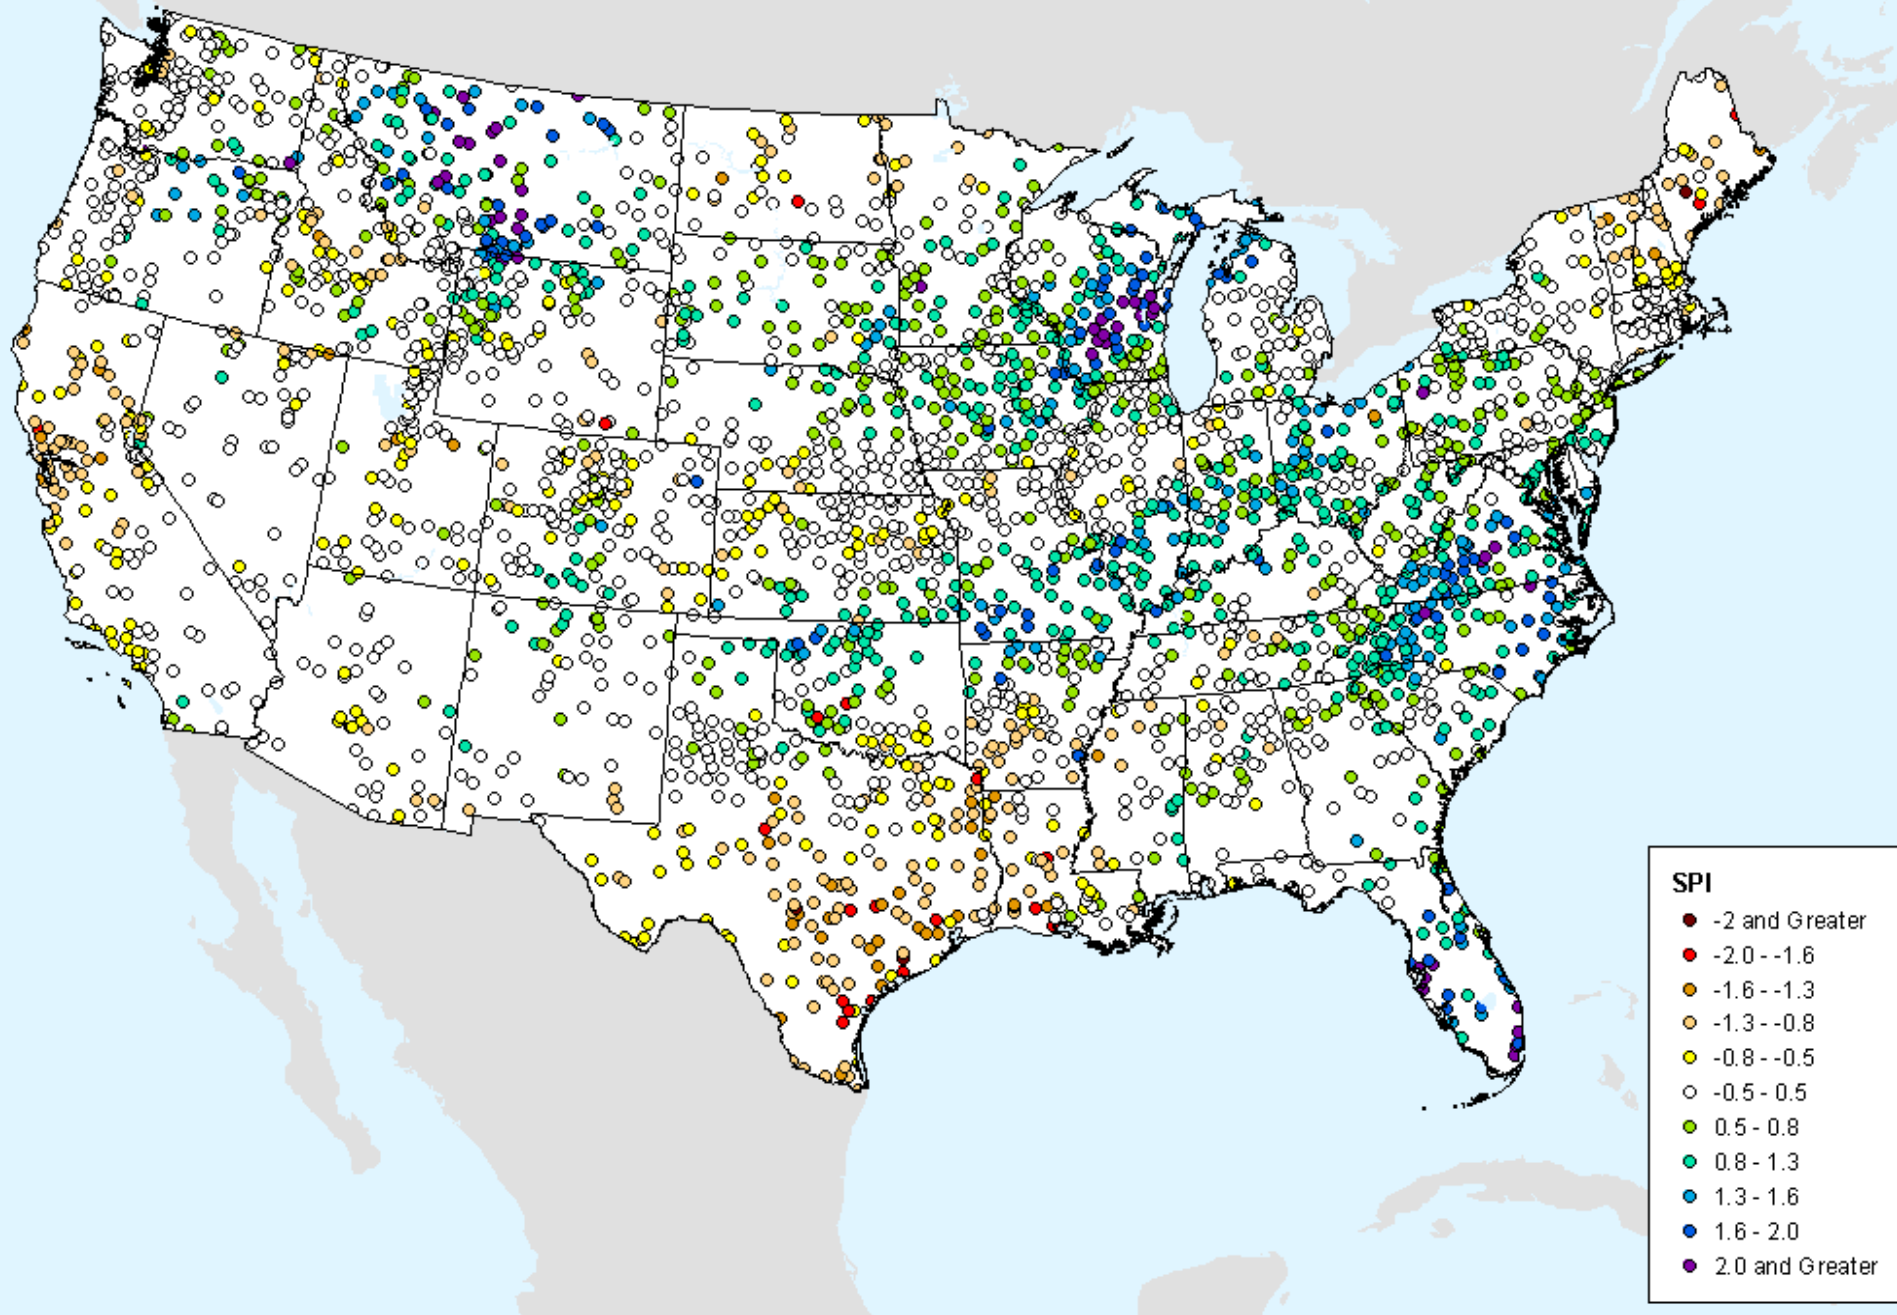 SPI
-2 and Greater
-2.0 - -1.6
-1.6 - -1.3
-1.3 - -0.8
-0.8 - -0.5
-0.5 - 0.5
0.5 - 0.8
0.8 - 1.3
1.3 - 1.6
1.6 - 2.0
2.0 and Greater